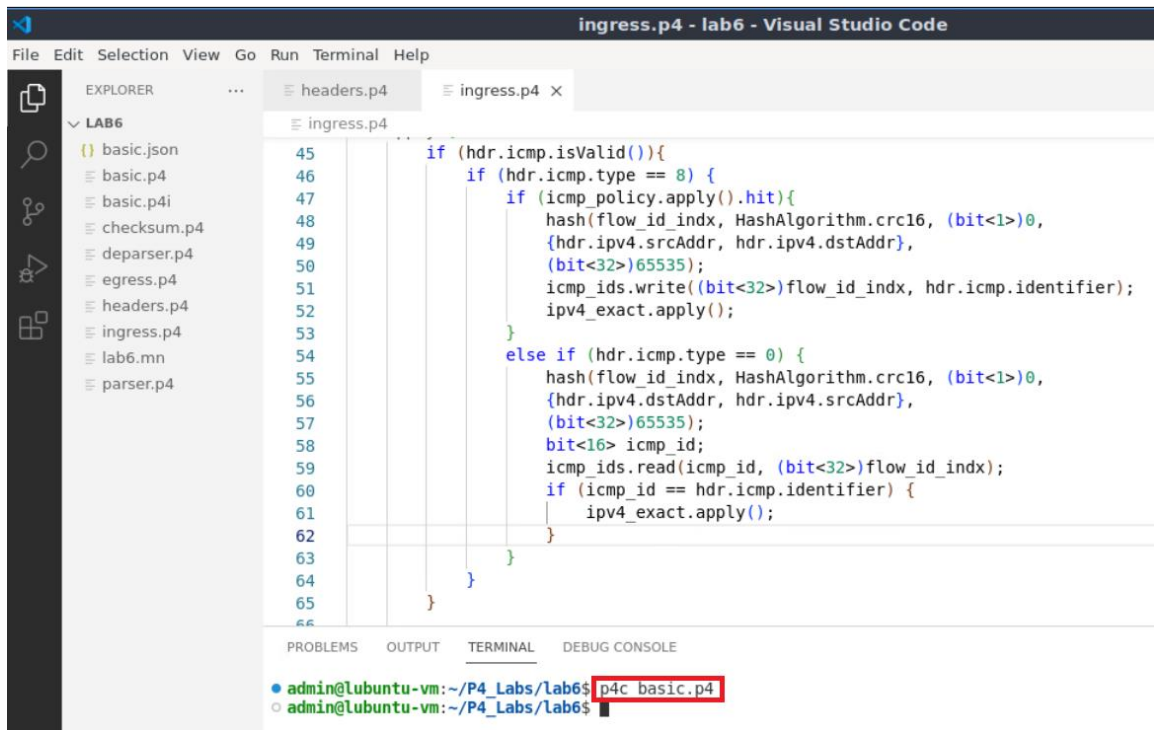 ingress.p4 - lab6 - Visual Studio Code
File Edit Selection View Go Run Terminal Help
EXPLORER ...
headers.p4 ingress.p4
LAB6
basic.json
basic.p4
basic.p4i
checksum.p4
deparser.p4
egress.p4
headers.p4
ingress.p4
lab6.mn
parser.p4
ingress.p4
45 if (hdr.icmp.isValid()){
46 if (hdr.icmp.type == 8) {
47 if (icmp_policy.apply().hit){
48 hash(flow_id_indx, HashAlgorithm.crc16, (bit<1>)0,
49 {hdr.ipv4.srcAddr, hdr.ipv4.dstAddr},
50 (bit<32>)65535);
51 icmp_ids.write((bit<32>)flow_id_indx, hdr.icmp.identifier);
52 ipv4_exact.apply();
53 }
54 else if (hdr.icmp.type == 0) {
55 hash(flow_id_indx, HashAlgorithm.crc16, (bit<1>)0,
56 {hdr.ipv4.dstAddr, hdr.ipv4.srcAddr},
57 (bit<32>)65535);
58 bit<16> icmp_id;
59 icmp_ids.read(icmp_id, (bit<32>)flow_id_indx);
60 if (icmp_id == hdr.icmp.identifier) {
61 ipv4_exact.apply();
62 }
63 }
64 }
65 }
66
PROBLEMS OUTPUT TERMINAL DEBUG CONSOLE
admin@lubuntu-vm:~/P4_Labs/lab6$ p4c basic.p4
admin@lubuntu-vm:~/P4_Labs/lab6$